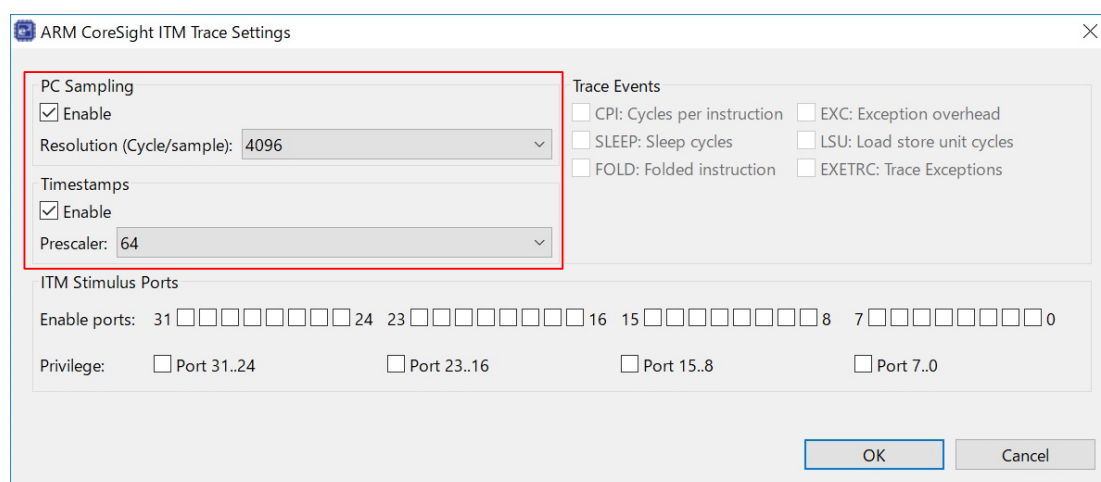 ARM CoreSight ITM Trace Settings
PC Sampling
Enable
Resolution (Cycle/sample): 4096
Timestamps
Enable
Prescaler: 64
Trace Events
CPI: Cycles per instruction EXC: Exception overhead
SLEEP: Sleep cycles LSU: Load store unit cycles
FOLD: Folded instruction EXETRC: Trace Exceptions
ITM Stimulus Ports
Enable ports: 31 24 23 16 15 8 7 0
Privilege: Port 31..24 Port 23..16 Port 15..8 Port 7..0
OK Cancel